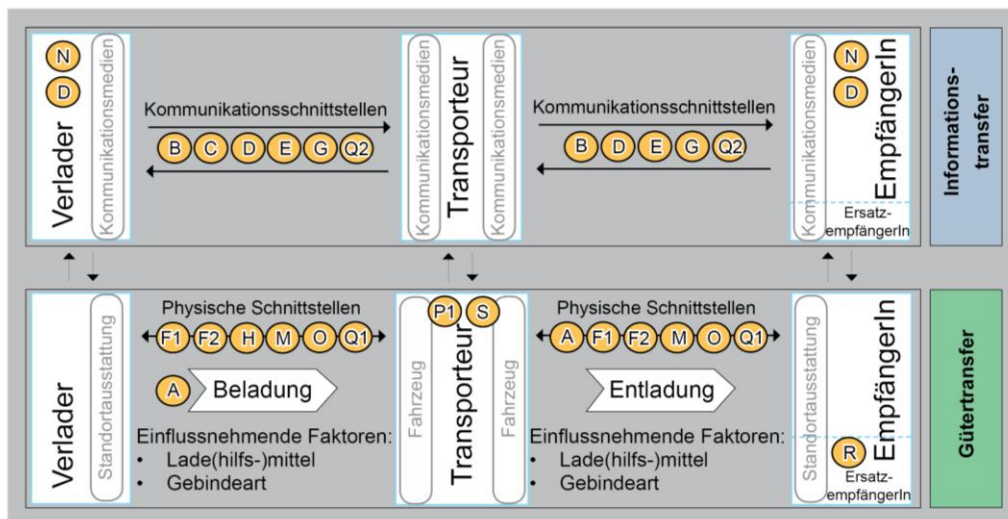 Verlader
N
D
Kommunikationsmedien
Kommunikationsschnittstellen
B C D E G Q2
Kommunikationsmedien
Transporteur
Kommunikationsmedien
Kommunikationsschnittstellen
B D E G Q2
Kommunikationsmedien
N
D
EmpfängerIn
Ersatz-
empfängerIn
Informations-
transfer
Verlader
Standortausstattung
Physische Schnittstellen
F1 F2 H M O Q1
A Beladung
Einflussnehmende Faktoren:
• Lade(hilfs-)mittel
• Gebindeart
P1 S
Fahrzeug
Transporteur
Fahrzeug
Physische Schnittstellen
A F1 F2 M O Q1
Entladung
Einflussnehmende Faktoren:
• Lade(hilfs-)mittel
• Gebindeart
Standortausstattung
EmpfängerIn
R
Ersatz-
empfängerIn
Gütertransfer